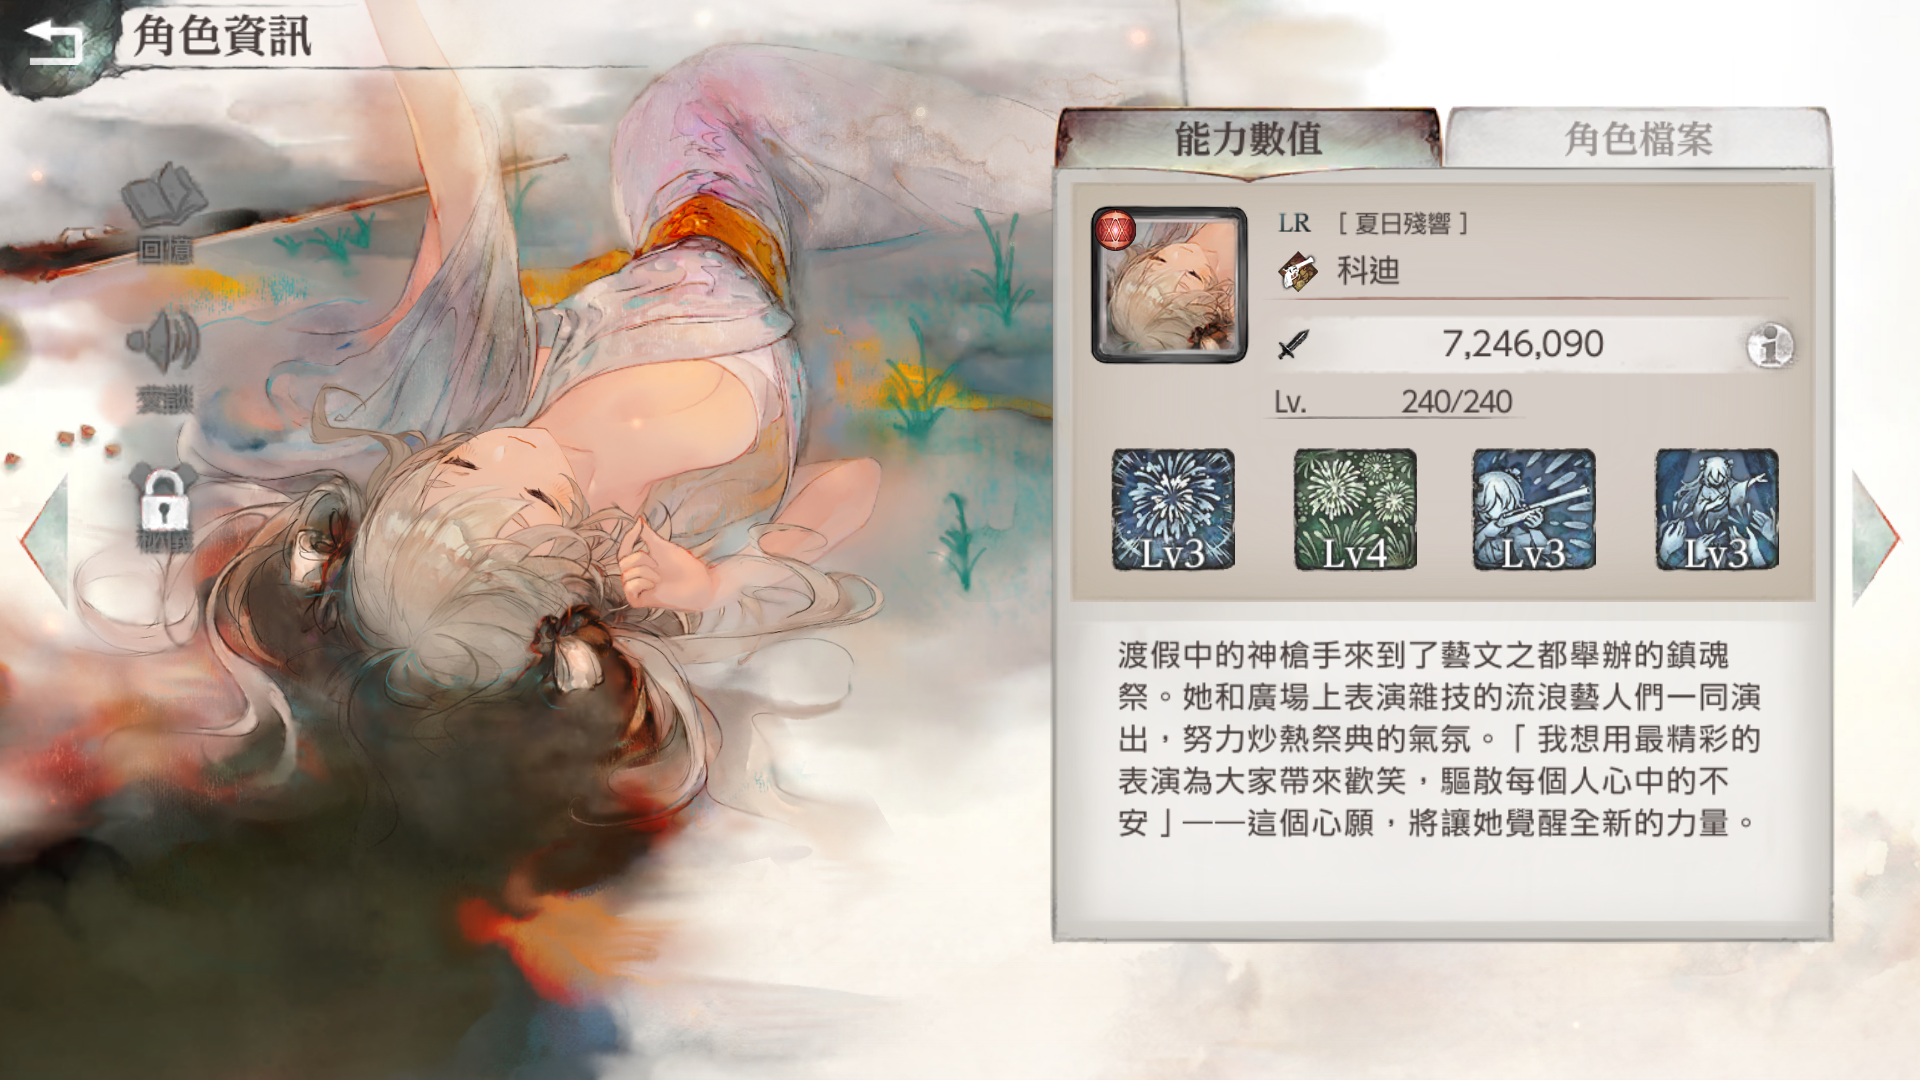 角色資訊
回憶
能力數值
角色檔案
LR [ 夏日殘響 ]
科迪
7,246,090
Lv. 240/240
Lv3
Lv4
Lv3
Lv3
渡假中的神槍手來到了藝文之都舉辦的鎮魂
祭。她和廣場上表演雜技的流浪藝人們一同演
出，努力炒熱祭典的氣氛。「我想用最精彩的
表演為大家帶來歡笑，驅散每個人心中的不
安」——這個心願，將讓她覺醒全新的力量。